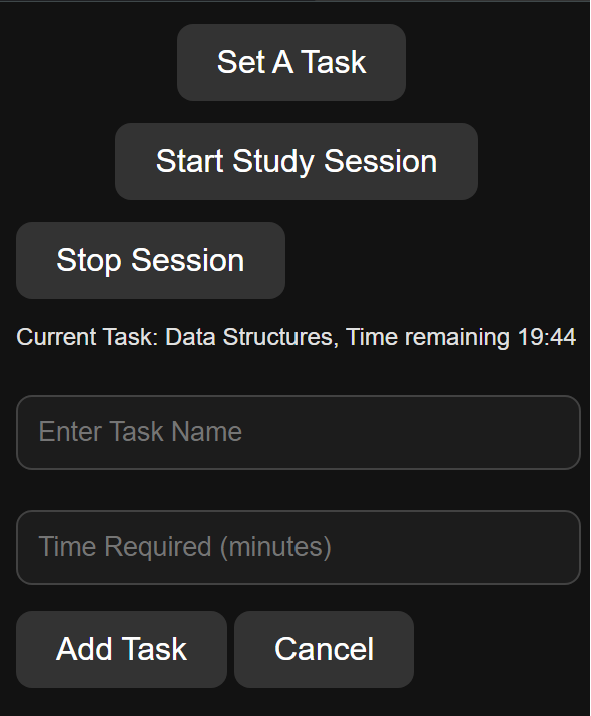 Set A Task
Start Study Session
Stop Session
Current Task: Data Structures, Time remaining 19:44
Enter Task Name
Time Required (minutes)
Add Task Cancel